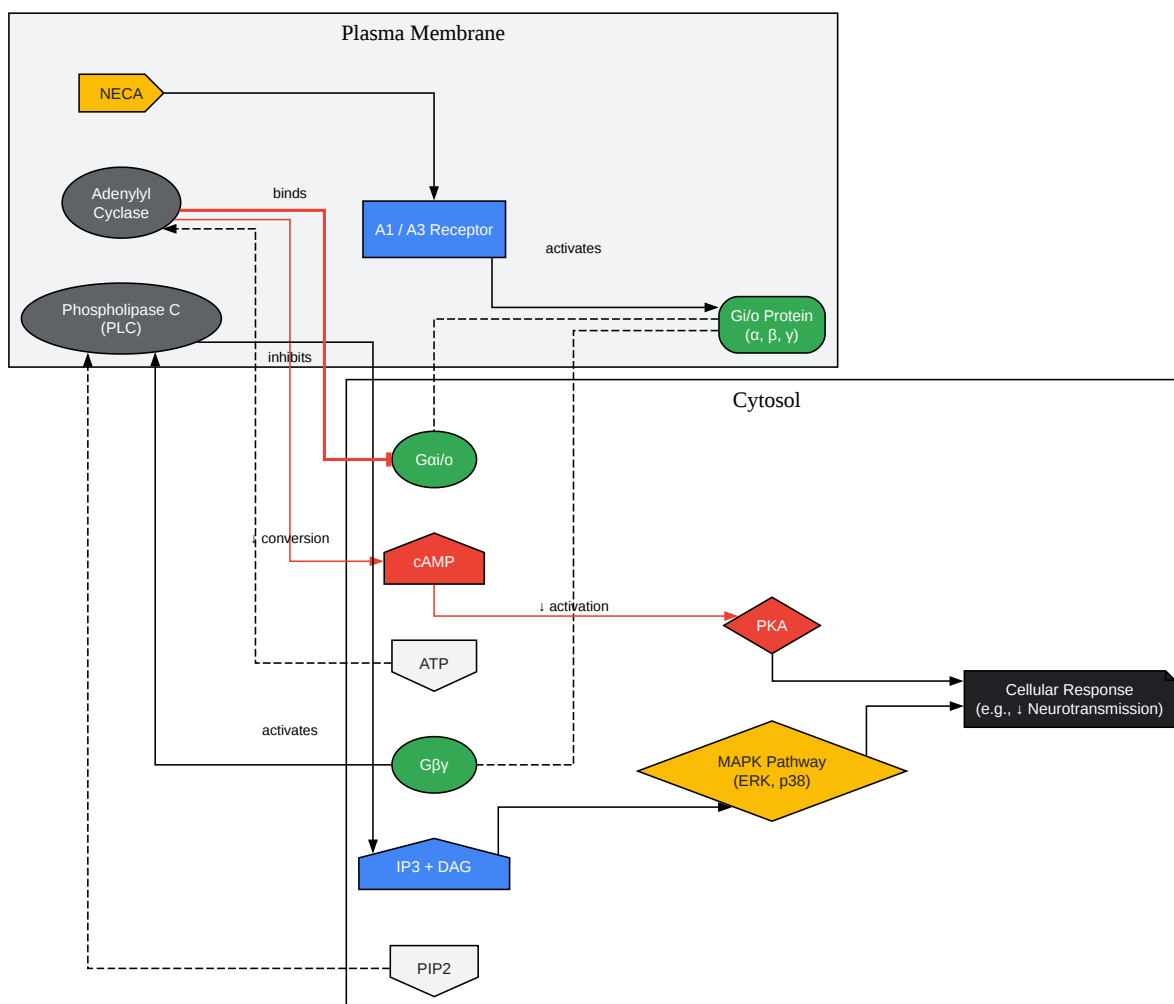 Plasma Membrane
NECA
Adenylyl
Cyclase
binds
A1 / A3 Receptor
activates
Phospholipase C
(PLC)
Gi/o Protein
(α, β, γ)
inhibits
Cytosol
Gαi/o
↓ conversion
cAMP
↓ activation
PKA
ATP
Cellular Response
(e.g., ↓ Neurotransmission)
activates
Gβγ
MAPK Pathway
(ERK, p38)
IP3 + DAG
PIP2